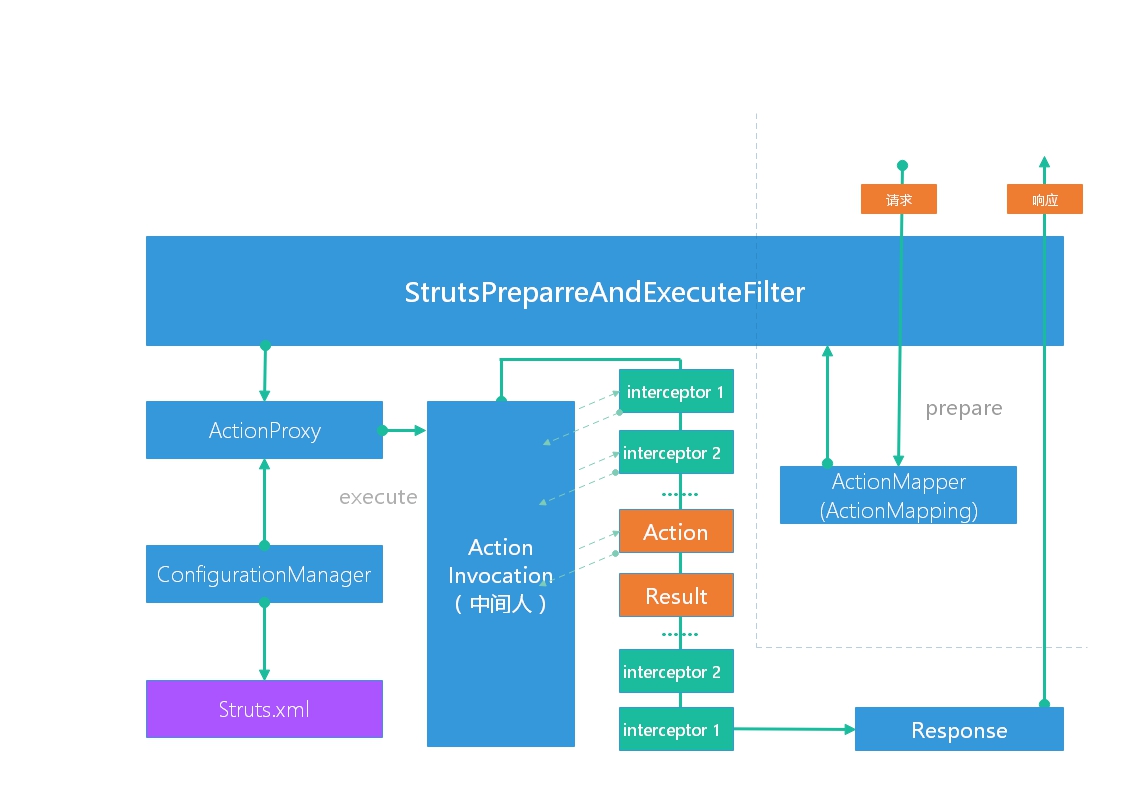 请求
响应
StrutsPreparreAndExecuteFilter
ActionProxy
execute
ConfigurationManager
Struts.xml
Action
Invocation
（中间人）
interceptor 1
interceptor 2
......
Action
Result
......
interceptor 2
interceptor 1
prepare
ActionMapper
(ActionMapping)
Response